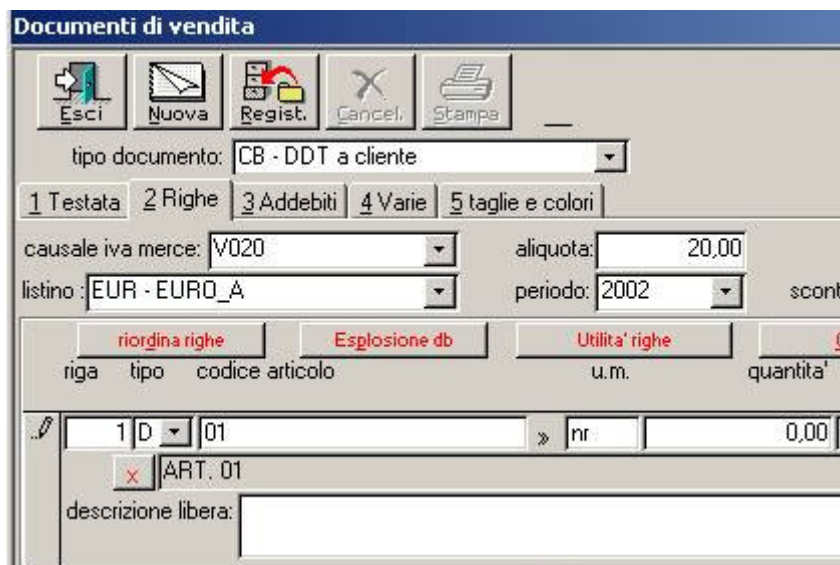 Documenti di vendita
Esci Nuova Regist. Cancel. Stampa
tipo documento: CB - DDT a cliente
1 Testata 2 Righe 3 Addebiti 4 Varie 5 taglie e colori
causale iva merce: V020 aliquota: 20,00
listino : EUR - EURO_A periodo: 2002 scont
riordina righe Esplosione db Utilita' righe
riga tipo codice articolo u.m. quantita'
1 D 01 » nr 0,00
x ART. 01
descrizione libera: